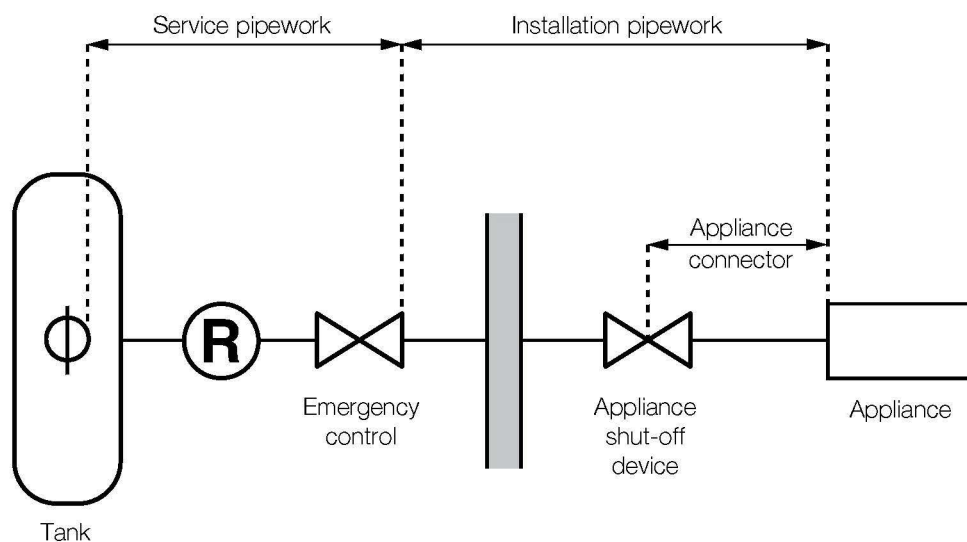 Service pipework
Installation pipework
Appliance
connector
R
Emergency
control
Appliance
shut-off
device
Appliance
Tank